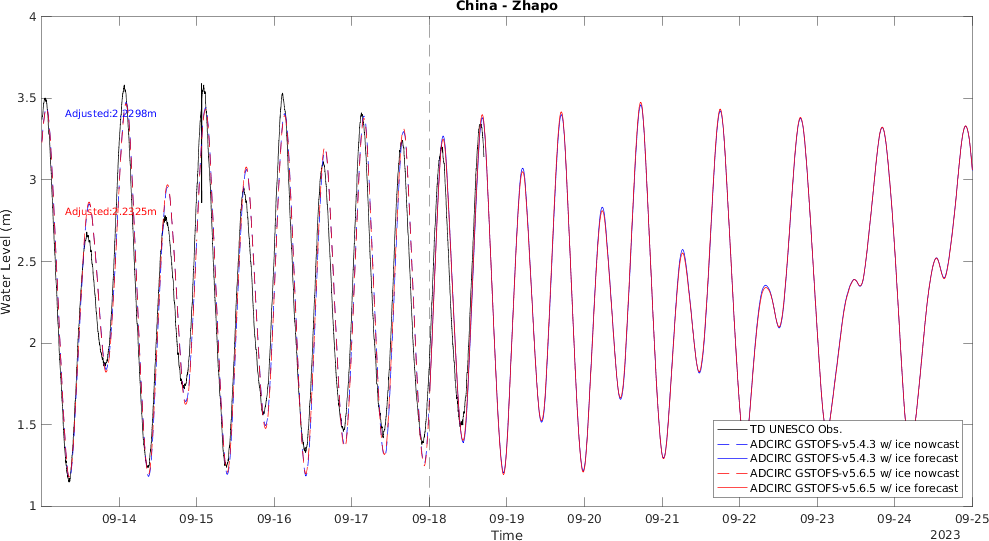 China - Zhapo
4
3.5
3
2.5
2
1.5
1
Water Level (m)
Adjusted:2.2298m
Adjusted:2.2325m
TD UNESCO Obs.
ADCIRC GSTOFS-v5.4.3 w/ ice nowcast
ADCIRC GSTOFS-v5.4.3 w/ ice forecast
ADCIRC GSTOFS-v5.6.5 w/ ice nowcast
ADCIRC GSTOFS-v5.6.5 w/ ice forecast
09-14 09-15 09-16 09-17 09-18 09-19 09-20 09-21 09-22 09-23 09-24 09-25
Time
2023